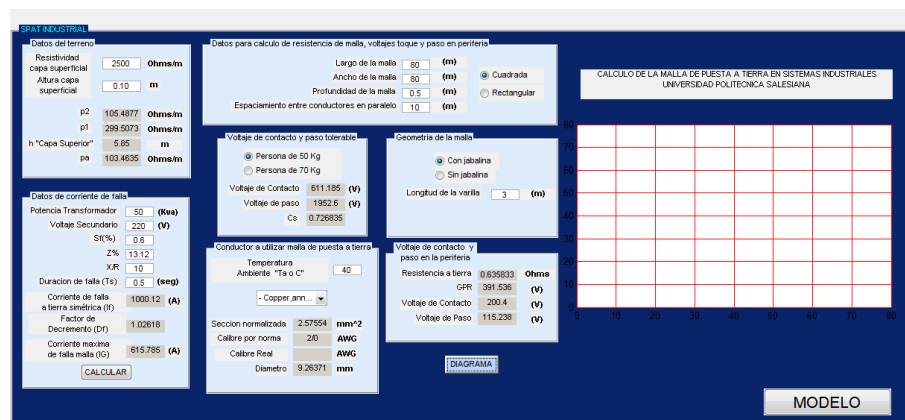 SPAT INDUSTRIAL
Datos del terreno
Resistividad capa superficial 2500 Ohms/m
Altura capa superficial 0.10 m
p2 105.4877 Ohms/m
p1 299.5073 Ohms/m
h "Capa Superior" 5.85 m
pa 103.4635 Ohms/m
Datos de corriente de falla
Potencia Transformador 50 (Kva)
Voltaje Secundario 220 (V)
Sf(%) 0.6
Z% 13.12
X/R 10
Duracion de falla (Ts) 0.5 (seg)
Corriente de falla a tierra simétrica (If) 1000.12 (A)
Factor de Decremento (Df) 1.02618
Corriente maxima de falla malla (IG) 615.785 (A)
CALCULAR
Datos para calculo de resistencia de malla, voltajes toque y paso en periferia
Largo de la malla 80 (m)
Ancho de la malla 80 (m)
Profundidad de la malla 0.5 (m)
Espaciamiento entre conductores en paralelo 10 (m)
Cuadrada
Rectangular
Voltaje de contacto y paso tolerable
Persona de 50 Kg
Persona de 70 Kg
Voltaje de Contacto 611.185 (V)
Voltaje de paso 1952.6 (V)
Cs 0.726835
Geometria de la malla
Con jabalina
Sin jabalina
Longitud de la varilla 3 (m)
Conductor a utilizar malla de puesta a tierra
Temperatura Ambiente "Ta o C" 40
- Copper,ann...
Seccion normalizada 2.57554 mm^2
Calibre por norma 2/0 AWG
Calibre Real AWG
Diametro 9.26371 mm
Voltaje de contacto y paso en la periferia
Resistencia a tierra 0.635833 Ohms
GPR 391.536 (V)
Voltaje de Contacto 200.4 (V)
Voltaje de Paso 115.238 (V)
DIAGRAMA
CALCULO DE LA MALLA DE PUESTA A TIERRA EN SISTEMAS INDUSTRIALES
UNIVERSIDAD POLITECNICA SALESIANA
80
70
60
50
40
30
20
10
0
10 20 30 40 50 60 70 80
MODELO